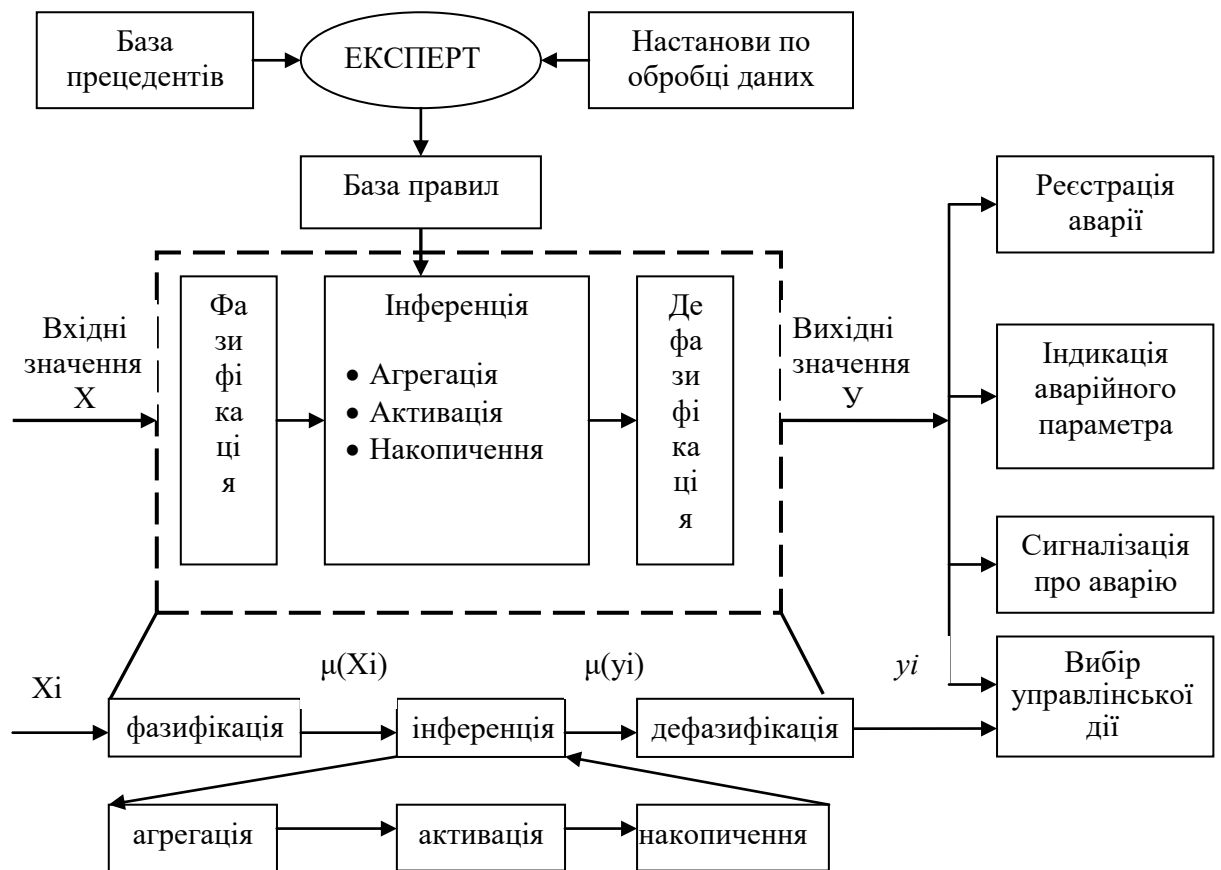 База
прецедентів
ЕКСПЕРТ
Настанови по
обробці даних
База правил
Реєстрація
аварії
Вхідні
значення
X
Фа
зи
фі
ка
ці
я
Інференція
• Агрегація
• Активація
• Накопичення
Де
фа
зи
фі
ка
ці
я
Вихідні
значення
У
Індикація
аварійного
параметра
Сигналізація
про аварію
Xi
μ(Xi)
μ(yi)
yi
Вибір
управлінської
дії
фазифікація
інференція
дефазифікація
агрегація
активація
накопичення